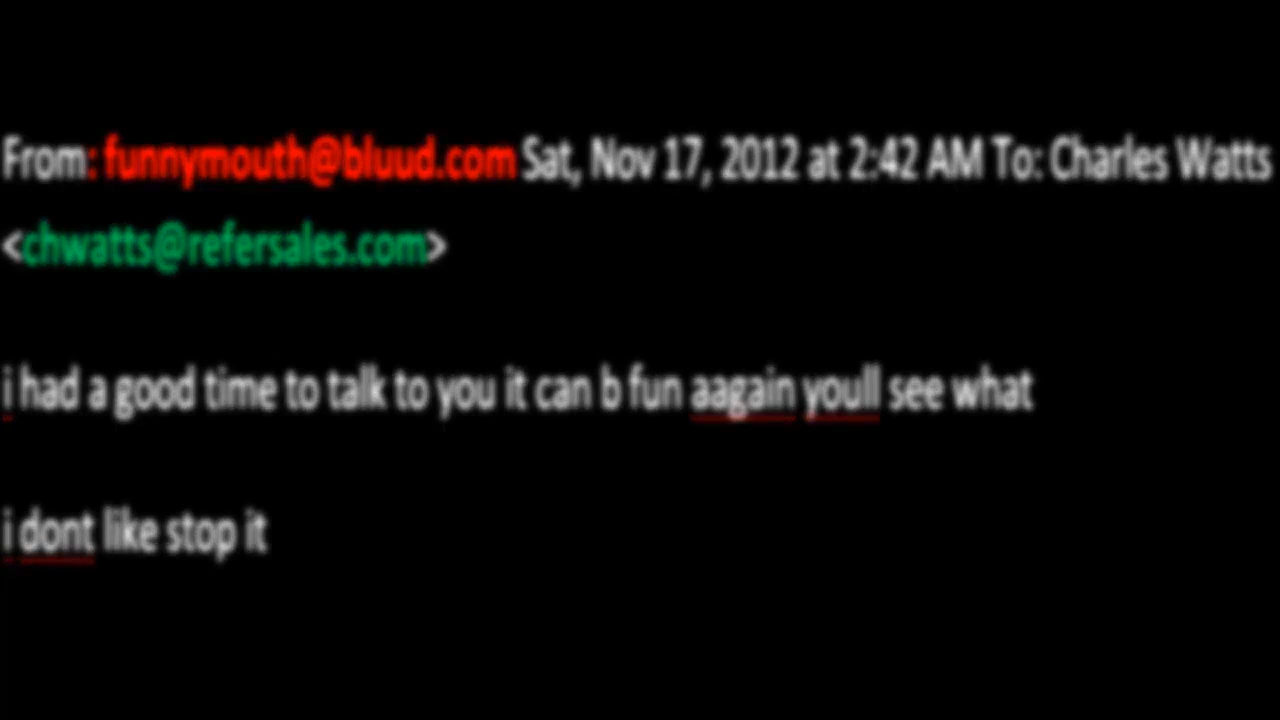 From: funnymouth@bluud.com Sat, Nov 17, 2012 at 2:42 AM To: Charles Watts
<chwatts@refersales.com>
i had a good time to talk to you it can b fun aagain youll see what
i dont like stop it